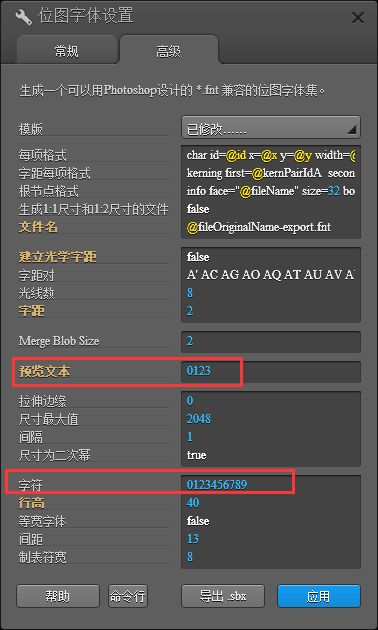 位图字体设置
常规
高级
生成一个可以用Photoshop设计的 *.fnt 兼容的位图字体集。
模版 已修改......
每项格式 char id=@id x=@x y=@y width=@
字距每项格式 kerning first=@kernPairIdA secon
根节点格式 info face="@fileName" size=32 bo
生成1:1尺寸和1:2尺寸的文件 false
文件名 @fileOriginalName-export.fnt
建立光学字距 false
字距对 A' AC AG AO AQ AT AU AV A
光线数 8
字距 2
Merge Blob Size 2
预览文本 0123
拉伸边缘 0
尺寸最大值 2048
间隔 1
尺寸为二次幂 true
字符 0123456789
行高 40
等宽字体 false
间距 13
制表符宽 8
帮助
命令行
导出 .sbx
应用